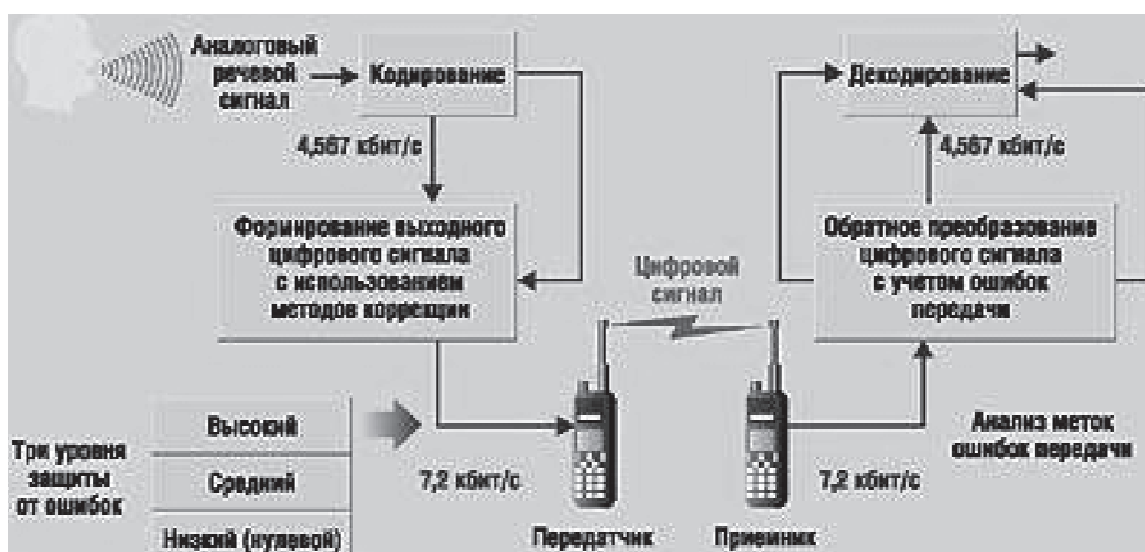 Аналоговый
речевой
сигнал
Кодирование
4,567 кбит/с
Формирование выходного
цифрового сигнала
с использованием
методов коррекции
Три уровня
защиты
от ошибок
Высокий
Средний
Низкий (нулевой)
7,2 кбит/с
Передатчик
Цифровой
сигнал
Приемник
7,2 кбит/с
Декодирование
4,567 кбит/с
Обратное преобразование
цифрового сигнала
с учетом ошибок
передачи
Анализ меток
ошибок передачи